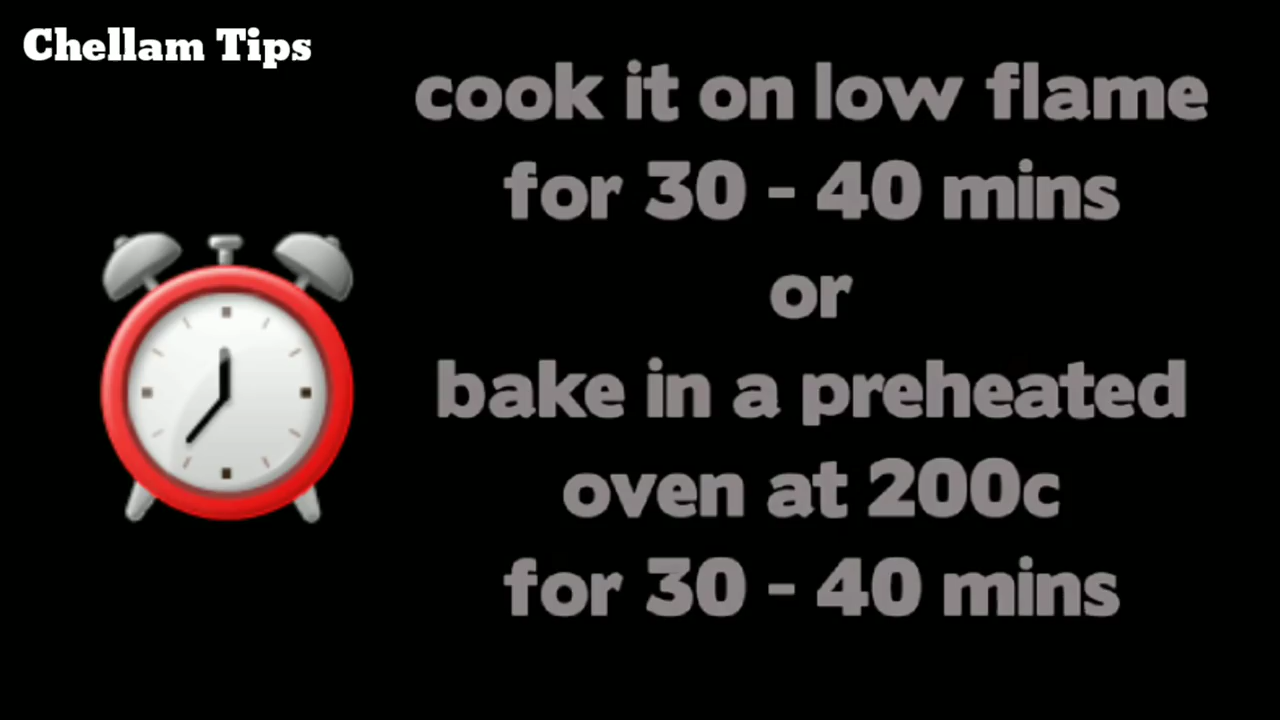 Chellam Tips
cook it on low flame
for 30 - 40 mins
or
bake in a preheated
oven at 200c
for 30 - 40 mins